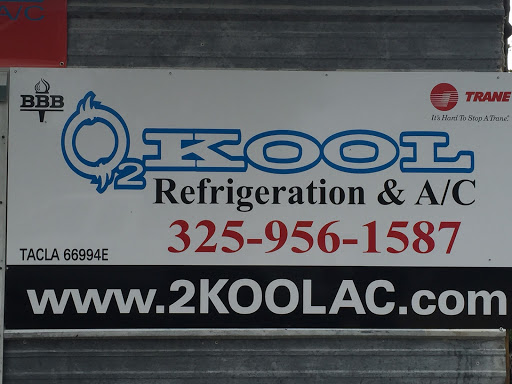 A/C
BBB
TRANE
It's Hard To Stop A Trane!
O2KOOL
Refrigeration & A/C
325-956-1587
TACLA 66994E
www.2KOOLAC.com